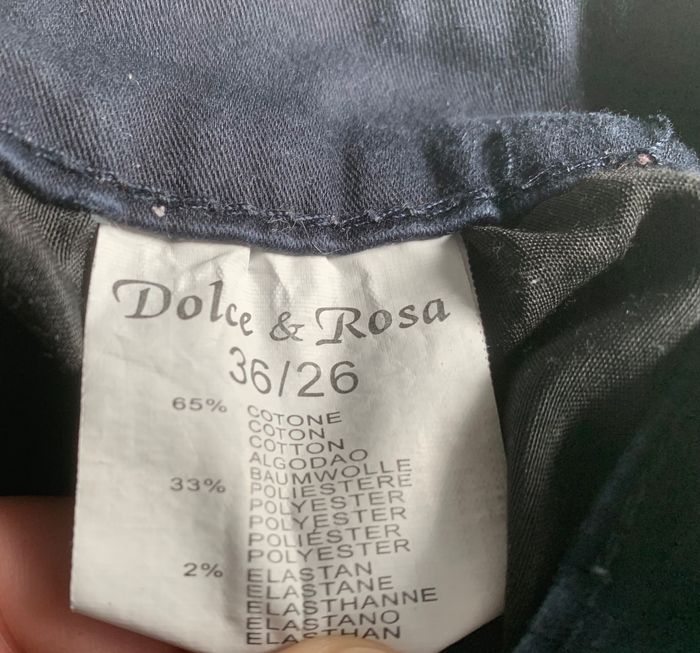 Dolce & Rosa
36/26
65% COTONE
COTON
COTTON
ALGODAO
BAUMWOLLE
33% POLIESTERE
POLYESTER
POLYESTER
POLIÉSTER
POLYESTER
2% ELASTAN
ELASTANE
ELASTHANNE
ELASTANO
ELASTHAN